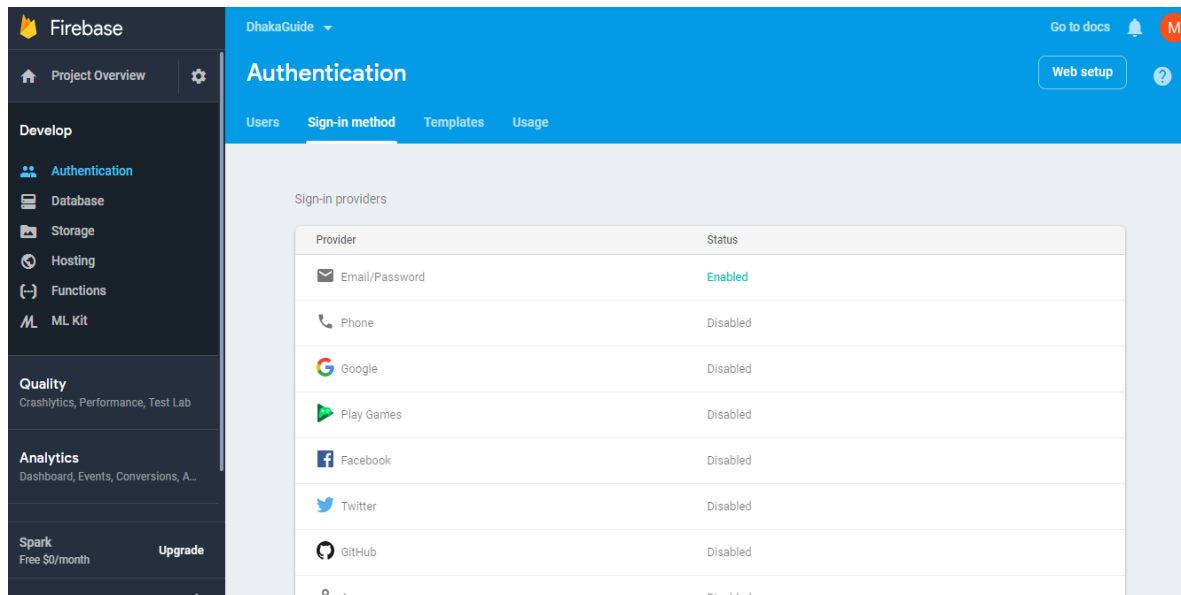 Firebase
Project Overview
Develop
Authentication
Database
Storage
Hosting
Functions
ML Kit
Quality
Crashlytics, Performance, Test Lab
Analytics
Dashboard, Events, Conversions, A...
Spark
Free $0/month
Upgrade
DhakaGuide
Go to docs
M
Authentication
Web setup
?
Users Sign-in method Templates Usage
Sign-in providers
Provider Status
Email/Password Enabled
Phone Disabled
Google Disabled
Play Games Disabled
Facebook Disabled
Twitter Disabled
GitHub Disabled